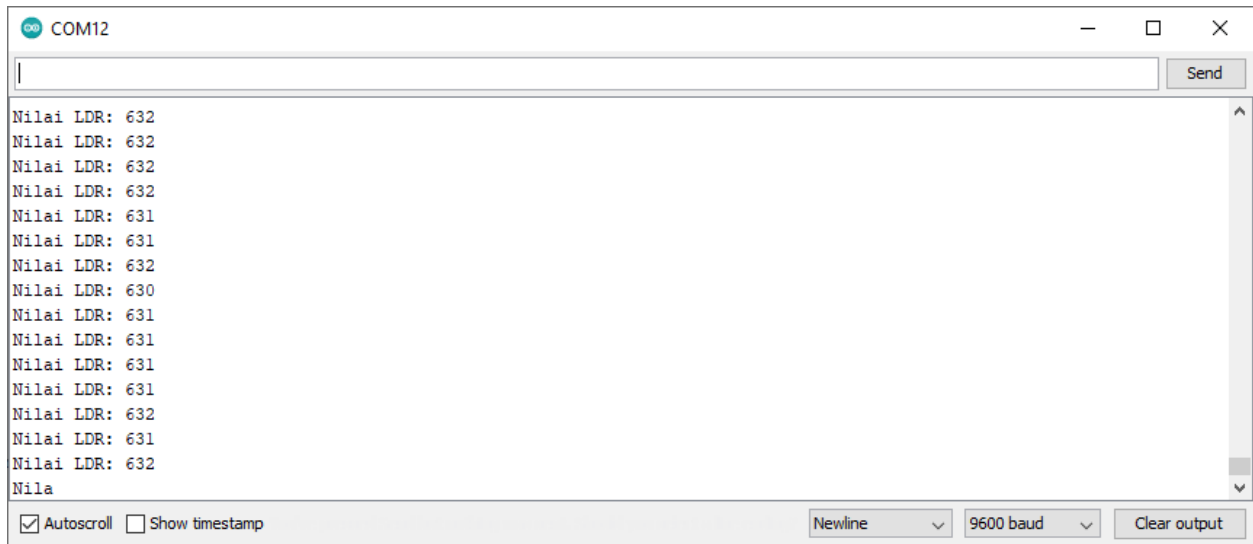 COM12
Send
Nilai LDR: 632
Nilai LDR: 632
Nilai LDR: 632
Nilai LDR: 632
Nilai LDR: 631
Nilai LDR: 631
Nilai LDR: 632
Nilai LDR: 630
Nilai LDR: 631
Nilai LDR: 631
Nilai LDR: 631
Nilai LDR: 631
Nilai LDR: 632
Nilai LDR: 631
Nilai LDR: 632
Nila
Autoscroll Show timestamp Newline 9600 baud Clear output